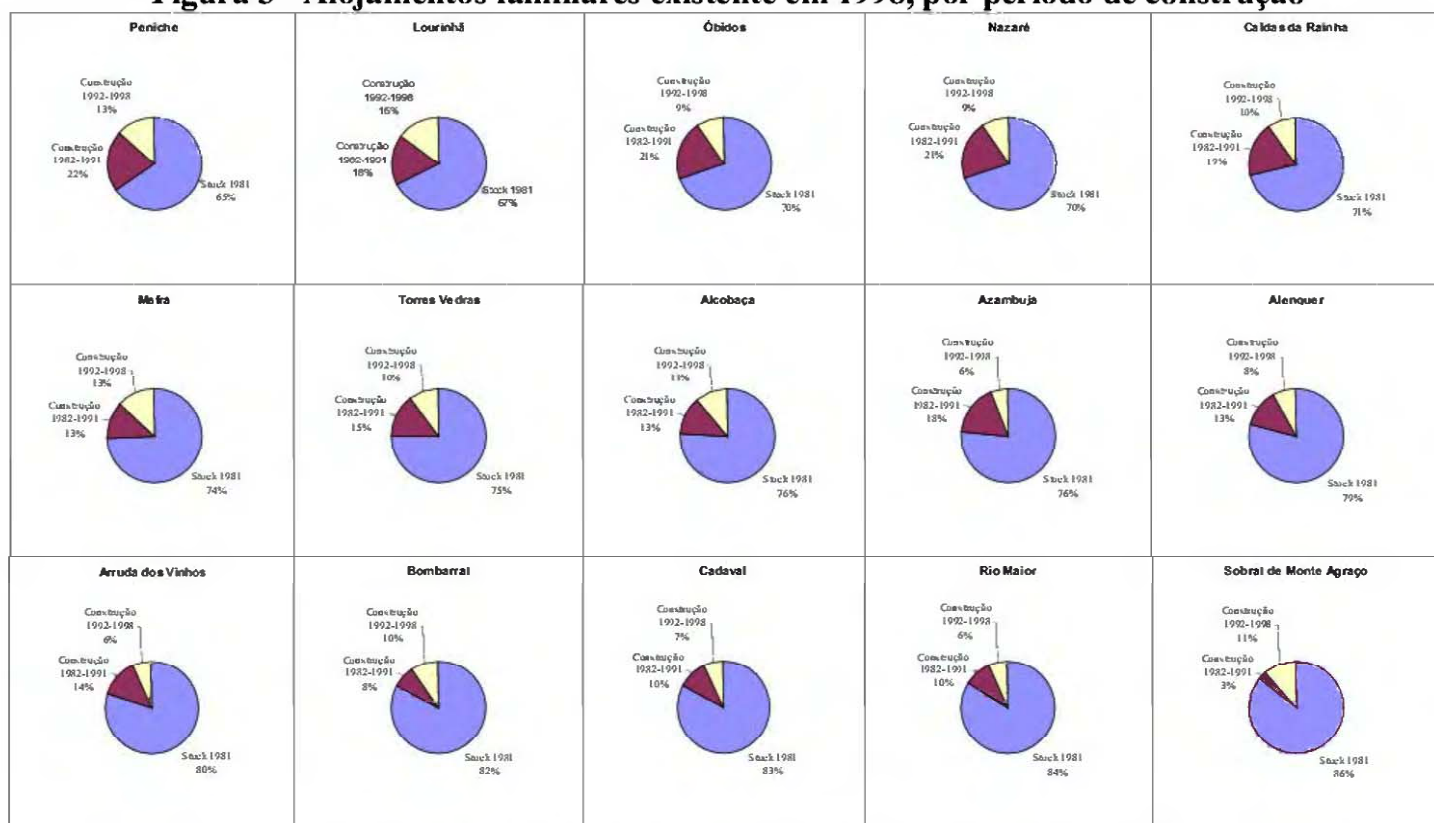 Figura 3 - Alojamentos familiares existente em 1998, por período de construção
Peniche
Construção
1992-1998
13%
Construção
1982-1991
22%
Stock 1981
65%
Lourinhã
Construção
1992-1998
16%
Construção
1982-1991
18%
Stock 1981
67%
Óbidos
Construção
1992-1998
9%
Construção
1982-1991
21%
Stock 1981
70%
Nazaré
Construção
1992-1998
9%
Construção
1982-1991
21%
Stock 1981
70%
Caldas da Rainha
Construção
1992-1998
10%
Construção
1982-1991
19%
Stock 1981
71%
Mafra
Construção
1992-1998
13%
Construção
1982-1991
13%
Stock 1981
74%
Torres Vedras
Construção
1992-1998
10%
Construção
1982-1991
15%
Stock 1981
75%
Alcobaça
Construção
1992-1998
11%
Construção
1982-1991
13%
Stock 1981
76%
Azambuja
Construção
1992-1998
6%
Construção
1982-1991
18%
Stock 1981
76%
Alenquer
Construção
1992-1998
8%
Construção
1982-1991
13%
Stock 1981
79%
Arruda dos Vinhos
Construção
1992-1998
6%
Construção
1982-1991
14%
Stock 1981
80%
Bombarral
Construção
1992-1998
10%
Construção
1982-1991
8%
Stock 1981
82%
Cadaval
Construção
1992-1998
7%
Construção
1982-1991
10%
Stock 1981
83%
Rio Maior
Construção
1992-1998
6%
Construção
1982-1991
10%
Stock 1981
84%
Sobral de Monte Agraço
Construção
1992-1998
11%
Construção
1982-1991
3%
Stock 1981
86%